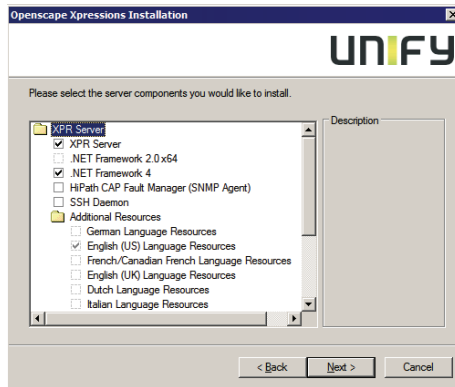 Openscape Xpressions Installation
UNIFY
Please select the server components you would like to install.
Description
XPR Server
XPR Server
.NET Framework 2.0 x64
.NET Framework 4
HiPath CAP Fault Manager (SNMP Agent)
SSH Daemon
Additional Resources
German Language Resources
English (US) Language Resources
French/Canadian French Language Resources
English (UK) Language Resources
Dutch Language Resources
Italian Language Resources
< Back
Next >
Cancel